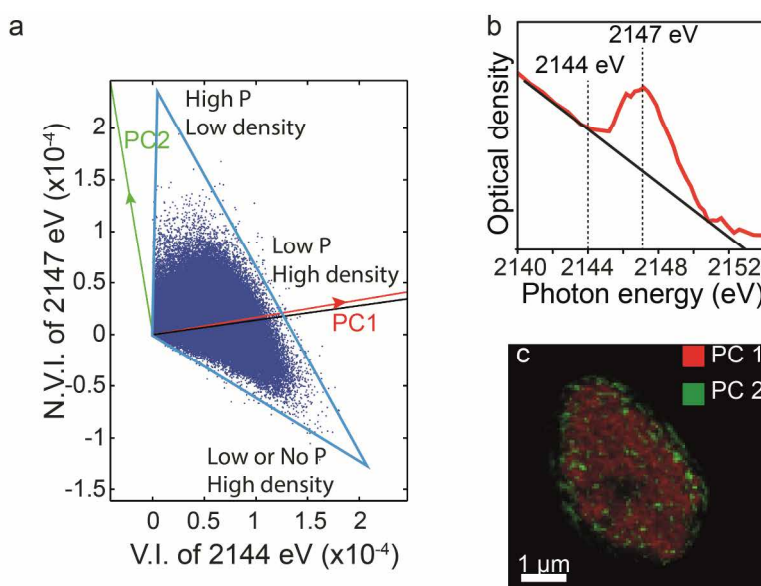 a
N.V.I. of 2147 eV (x10⁻⁴)
2
1.5
1
0.5
0
-0.5
-1
-1.5
PC2
High P
Low density
Low P
High density
PC1
Low or No P
High density
0 0.5 1 2
V.I. of 2144 eV (x10⁻⁴)
b
Optical density
2147 eV
2144 eV
2140 2144 2148 2152
Photon energy (eV)
c
PC 1
PC 2
1 µm